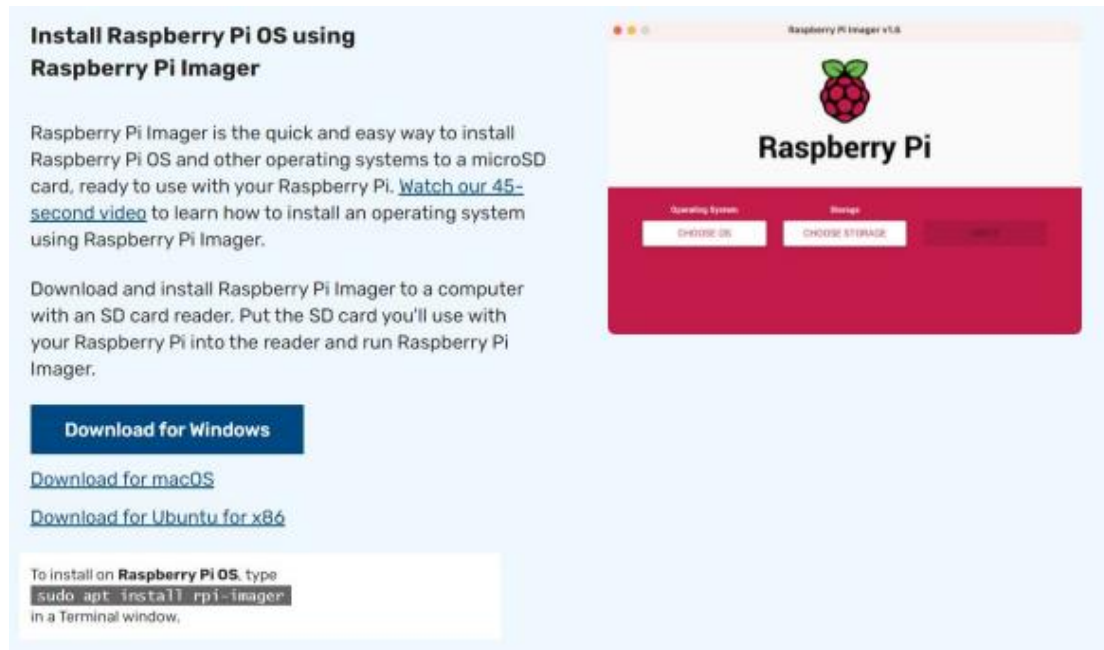 Install Raspberry Pi OS using
Raspberry Pi Imager
Raspberry Pi Imager is the quick and easy way to install
Raspberry Pi OS and other operating systems to a microSD
card, ready to use with your Raspberry Pi. Watch our 45-
second video to learn how to install an operating system
using Raspberry Pi Imager.
Download and install Raspberry Pi Imager to a computer
with an SD card reader. Put the SD card you'll use with
your Raspberry Pi into the reader and run Raspberry Pi
Imager.
Download for Windows
Download for macOS
Download for Ubuntu for x86
To install on Raspberry Pi OS, type
sudo apt install rpi-imager
in a Terminal window.
Raspberry Pi Imager v1.6
Raspberry Pi
Operating System
Storage
CHOOSE OS
CHOOSE STORAGE